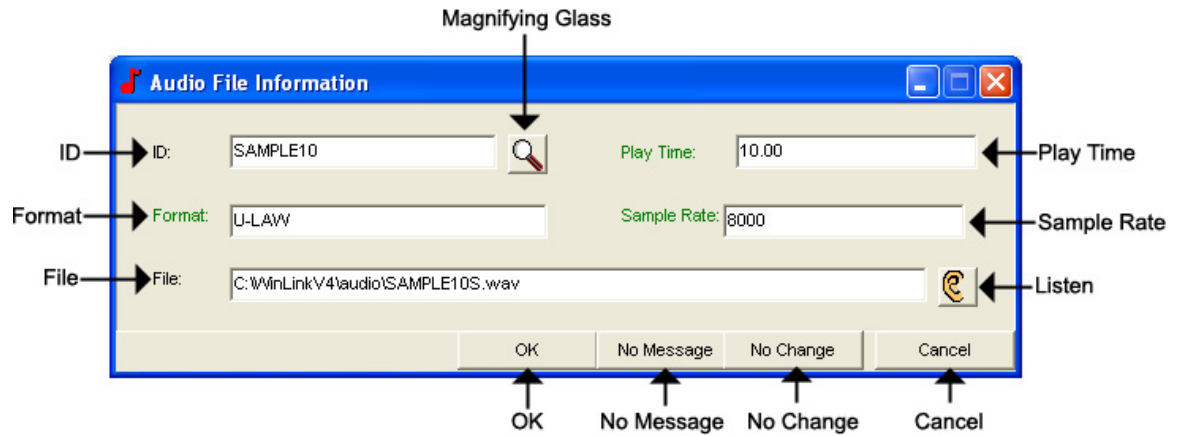 Magnifying Glass
Audio File Information
ID ID: SAMPLE10 Play Time: 10.00 Play Time
Format Format: U-LAW Sample Rate: 8000 Sample Rate
File File: C:\WinLinkV4\audio\SAMPLE10S.wav Listen
OK No Message No Change Cancel
OK No Message No Change Cancel